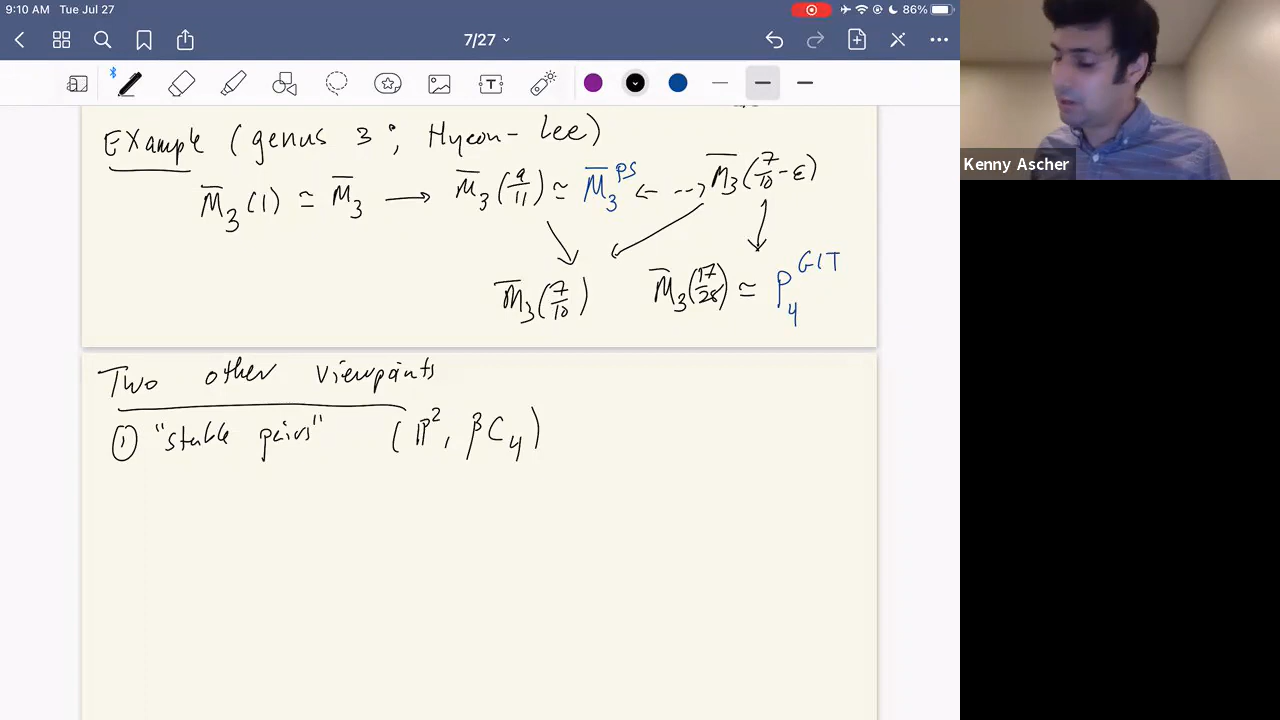 9:10 AM Tue Jul 27
86%
7/27
Example (genus 3; Hyeon-Lee)
M̄₃(1) ≃ M̄₃ → M̄₃(9/11) ≃ M̄₃^PS ⇠⇢ M̄₃(7/10 - ε)
M̄₃(7/10) M̄₃(17/28) ≃ P₄^GIT
Two other viewpoints
① "stable pairs" (ℙ², βC₄)
Kenny Ascher